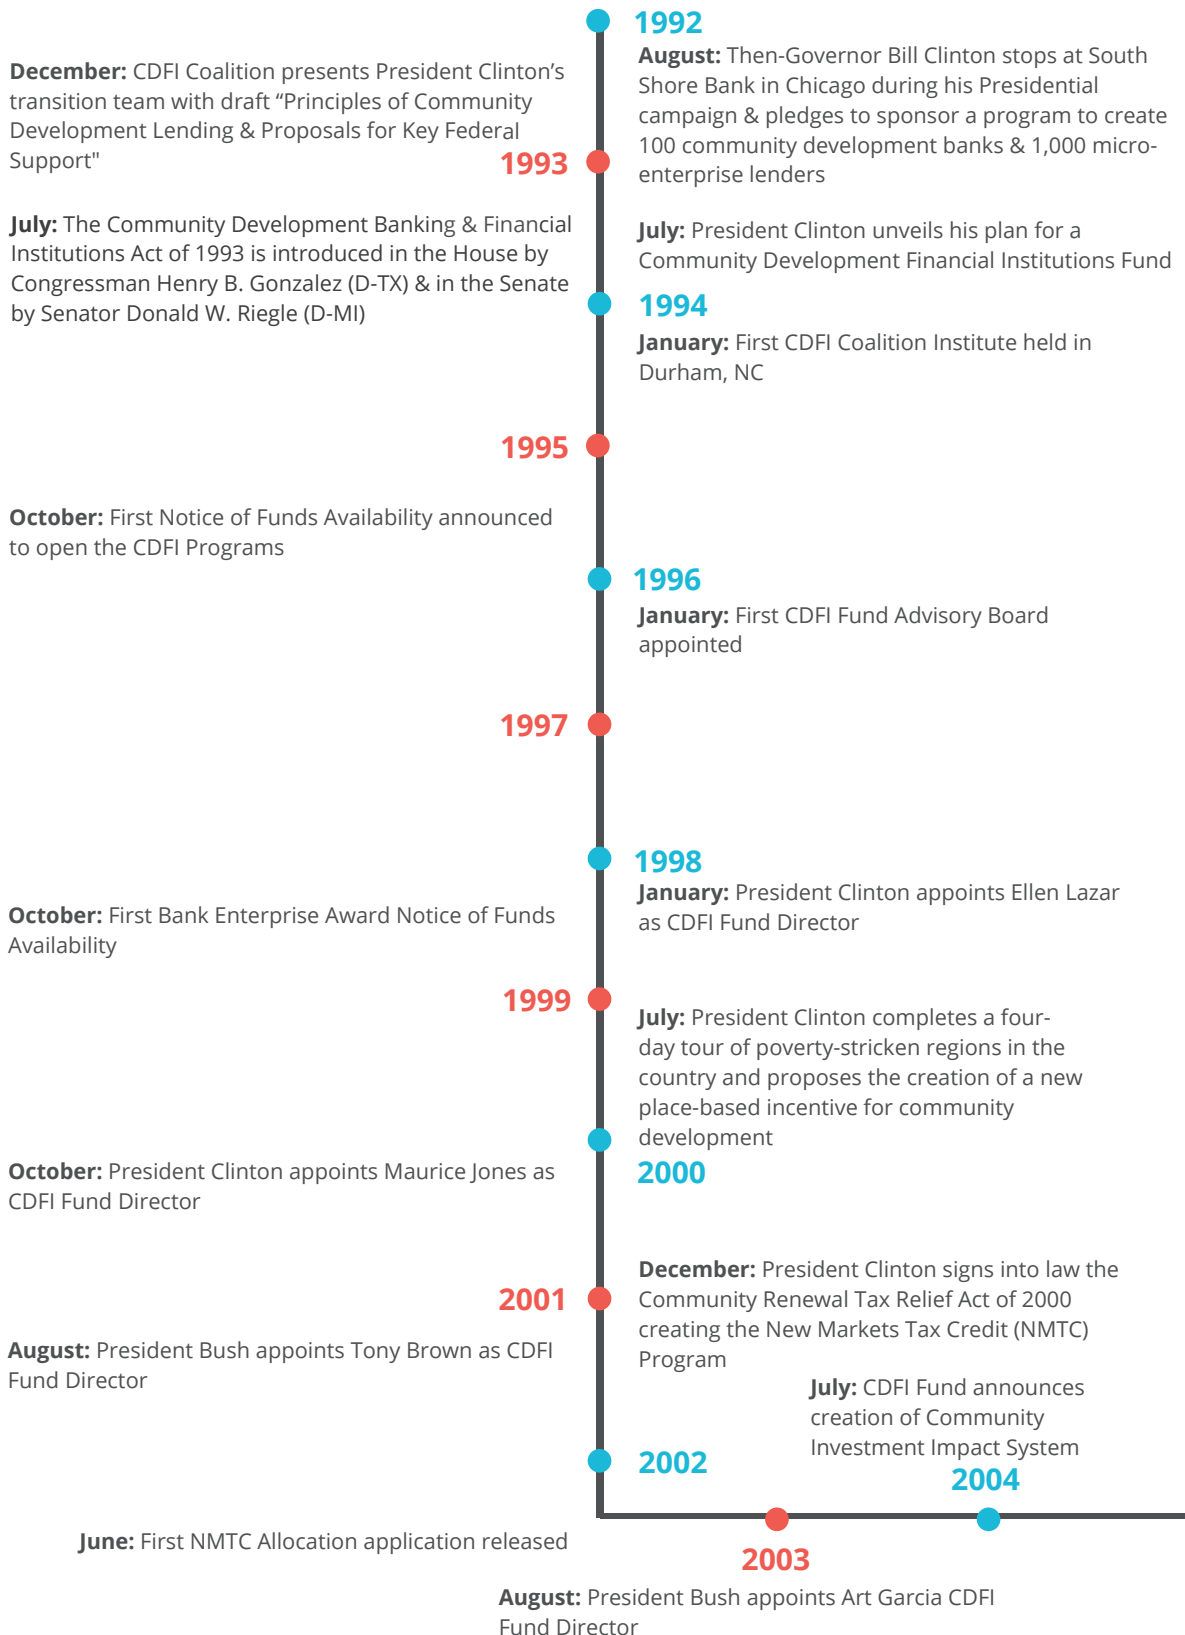 1992
August: Then-Governor Bill Clinton stops at South
Shore Bank in Chicago during his Presidential
campaign & pledges to sponsor a program to create
100 community development banks & 1,000 micro-
enterprise lenders
December: CDFI Coalition presents President Clinton’s
transition team with draft “Principles of Community
Development Lending & Proposals for Key Federal
Support"
1993
July: The Community Development Banking & Financial
Institutions Act of 1993 is introduced in the House by
Congressman Henry B. Gonzalez (D-TX) & in the Senate
by Senator Donald W. Riegle (D-MI)
July: President Clinton unveils his plan for a
Community Development Financial Institutions Fund
1994
January: First CDFI Coalition Institute held in
Durham, NC
1995
October: First Notice of Funds Availability announced
to open the CDFI Programs
1996
January: First CDFI Fund Advisory Board
appointed
1997
1998
January: President Clinton appoints Ellen Lazar
as CDFI Fund Director
October: First Bank Enterprise Award Notice of Funds
Availability
1999
July: President Clinton completes a four-
day tour of poverty-stricken regions in the
country and proposes the creation of a new
place-based incentive for community
development
2000
October: President Clinton appoints Maurice Jones as
CDFI Fund Director
December: President Clinton signs into law the
Community Renewal Tax Relief Act of 2000
creating the New Markets Tax Credit (NMTC)
Program
2001
August: President Bush appoints Tony Brown as CDFI
Fund Director
2002
June: First NMTC Allocation application released
2003
August: President Bush appoints Art Garcia CDFI
Fund Director
July: CDFI Fund announces
creation of Community
Investment Impact System
2004